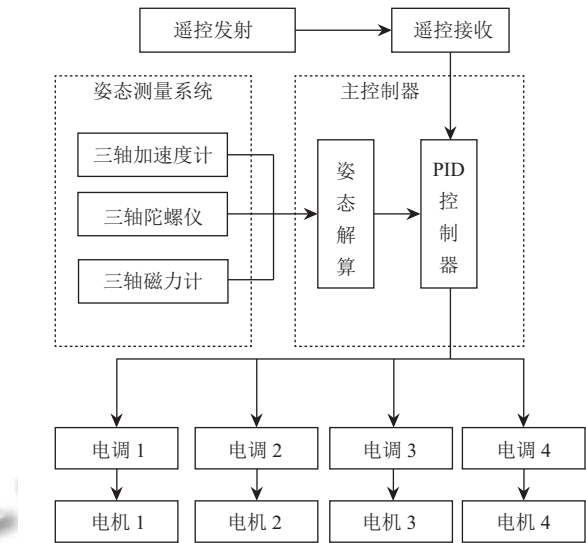 遥控发射
遥控接收
姿态测量系统
主控制器
三轴加速度计
三轴陀螺仪
三轴磁力计
姿
态
解
算
PID
控
制
器
电调 1
电调 2
电调 3
电调 4
电机 1
电机 2
电机 3
电机 4